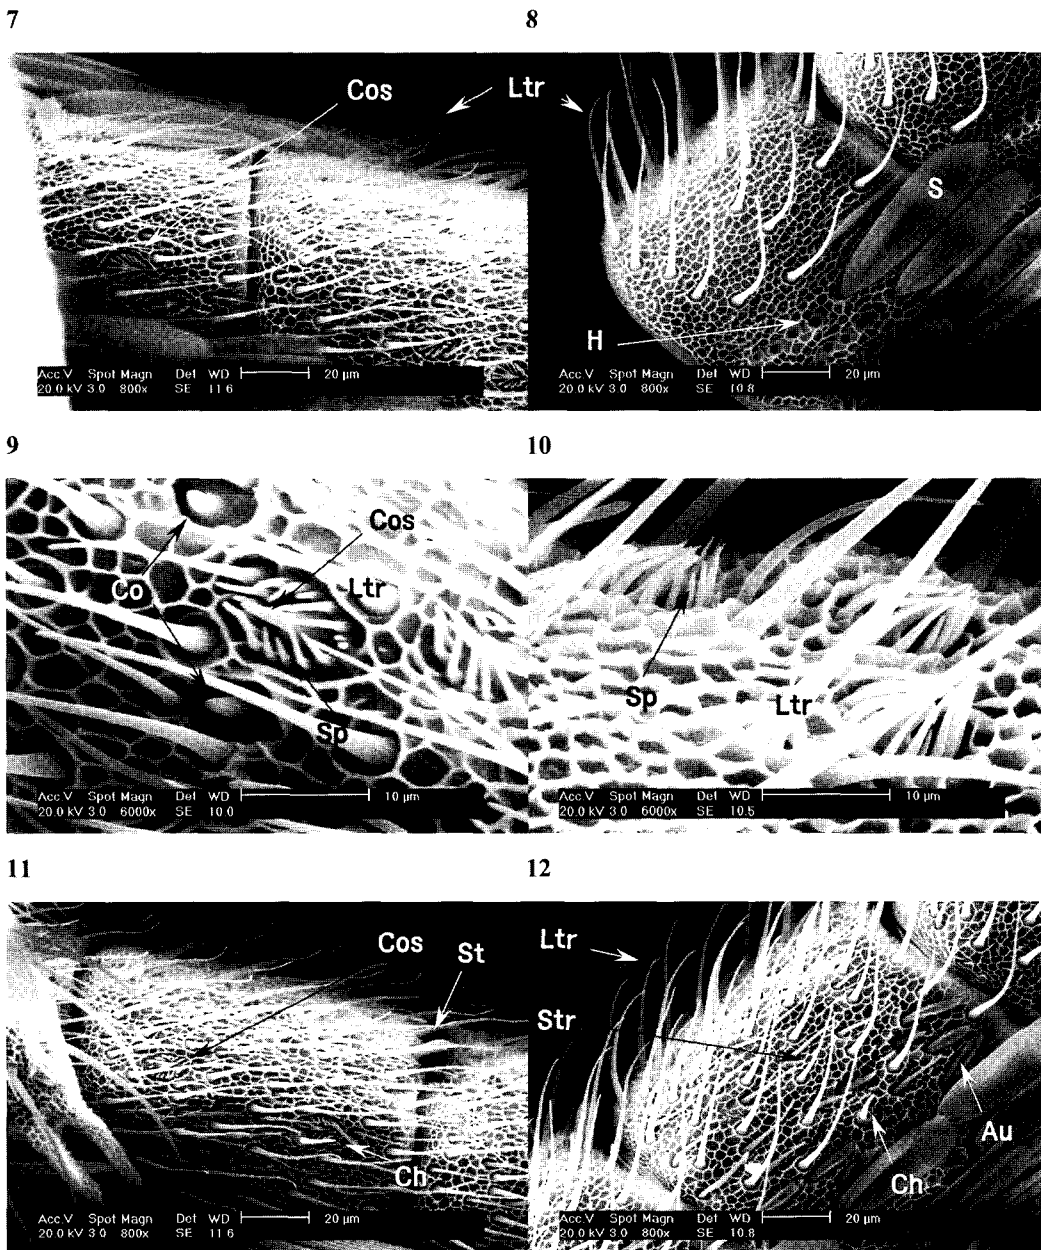 7 8
Cos Ltr
S
H
Acc.V Spot Magn Det WD 20 µm
20.0 kV 3.0 800x SE 11.6
Acc.V Spot Magn Det WD 20 µm
20.0 kV 3.0 800x SE 10.8
9 10
Cos
Co Ltr
Sp
Sp Ltr
Acc.V Spot Magn Det WD 10 µm
20.0 kV 3.0 6000x SE 10.0
Acc.V Spot Magn Det WD 10 µm
20.0 kV 3.0 6000x SE 10.5
11 12
Cos St
Ch
Ltr
Str
Au
Ch
Acc.V Spot Magn Det WD 20 µm
20.0 kV 3.0 800x SE 11.6
Acc.V Spot Magn Det WD 20 µm
20.0 kV 3.0 800x SE 10.8